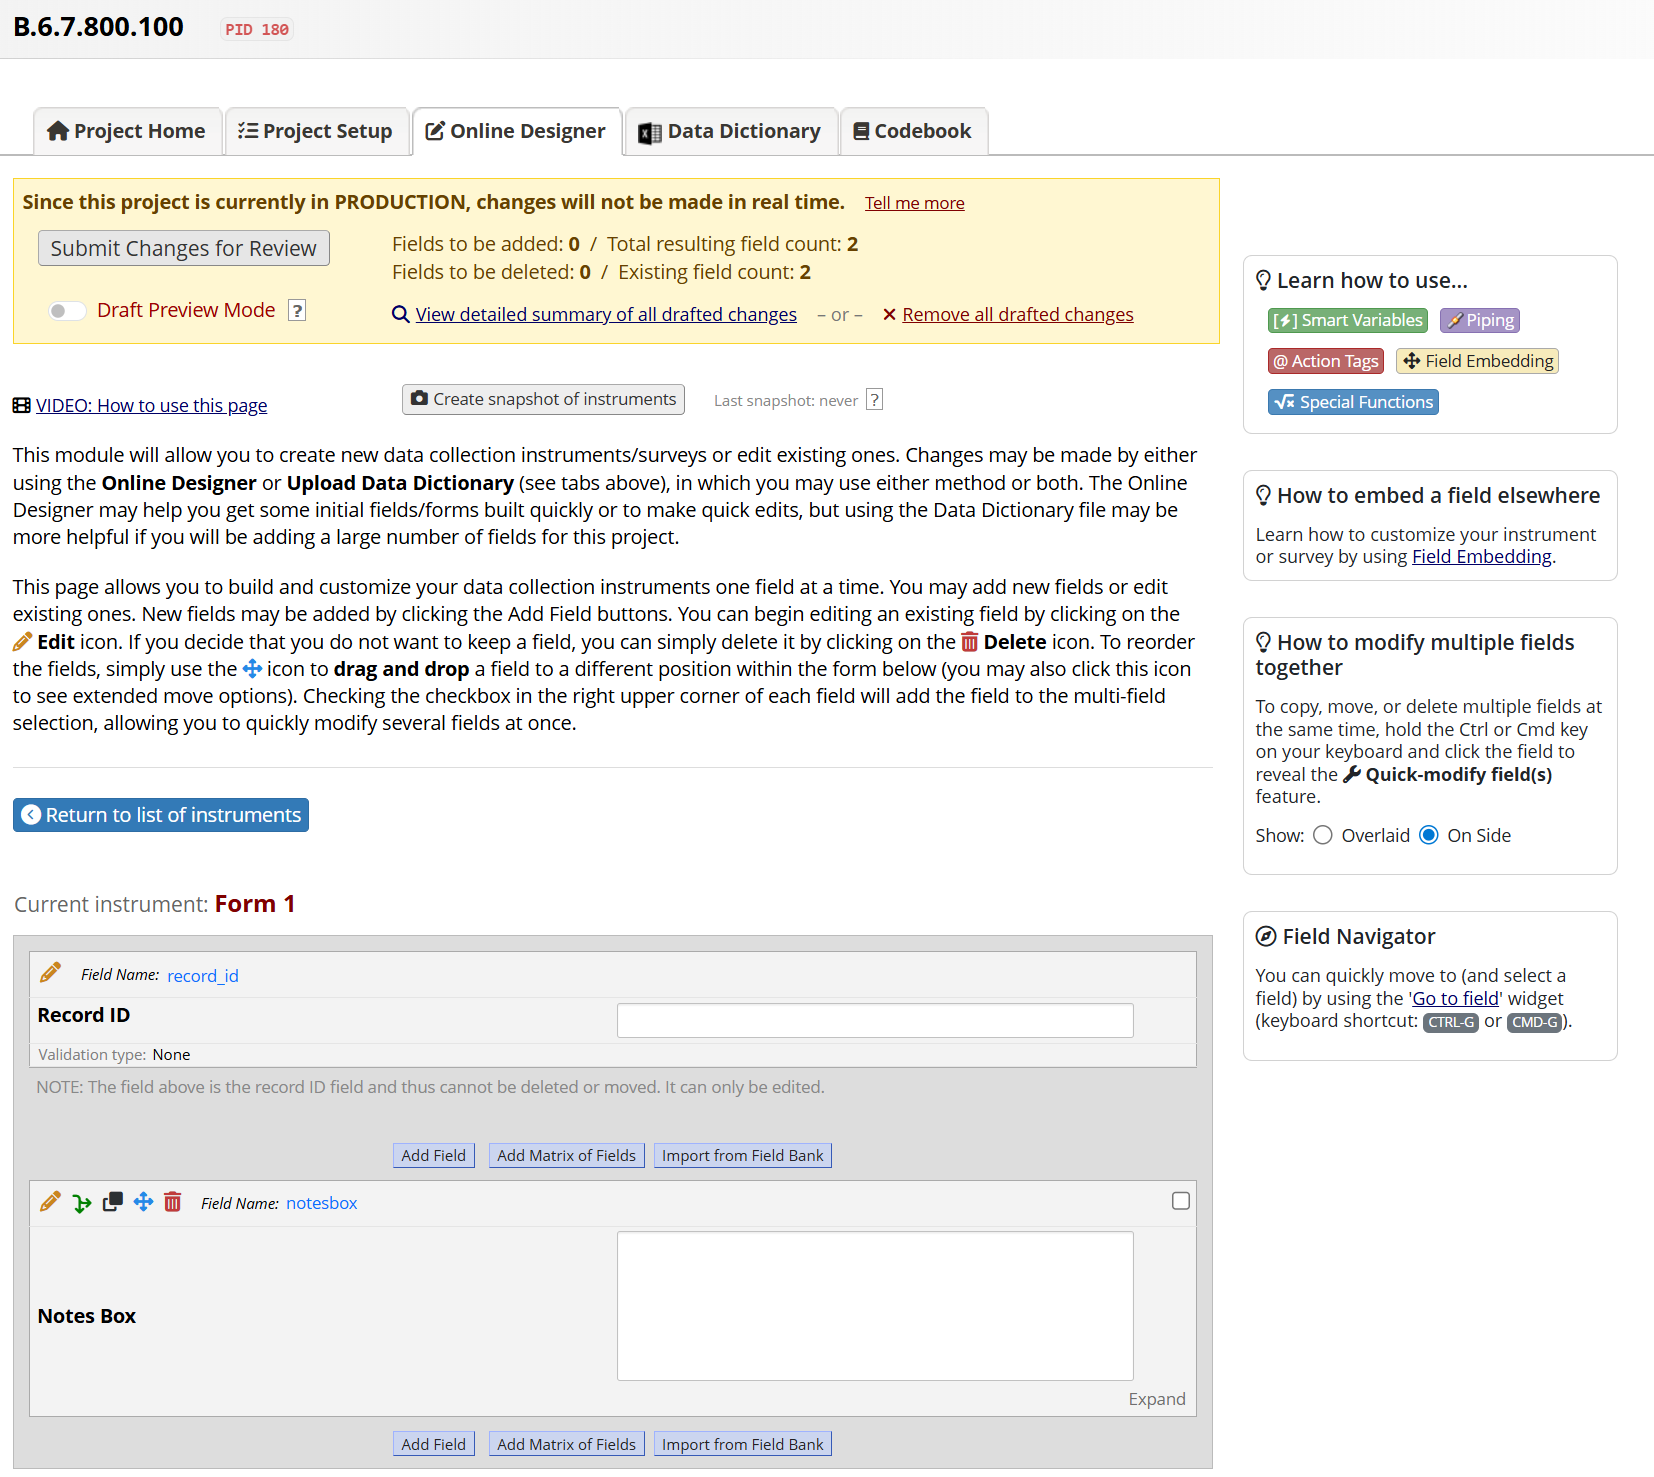 B.6.7.800.100 PID 180
Project Home Project Setup Online Designer Data Dictionary Codebook
Since this project is currently in PRODUCTION, changes will not be made in real time. Tell me more
Submit Changes for Review
Fields to be added: 0 / Total resulting field count: 2
Fields to be deleted: 0 / Existing field count: 2
Draft Preview Mode ?
View detailed summary of all drafted changes – or – Remove all drafted changes
VIDEO: How to use this page
Create snapshot of instruments
Last snapshot: never ?
This module will allow you to create new data collection instruments/surveys or edit existing ones. Changes may be made by either
using the Online Designer or Upload Data Dictionary (see tabs above), in which you may use either method or both. The Online
Designer may help you get some initial fields/forms built quickly or to make quick edits, but using the Data Dictionary file may be
more helpful if you will be adding a large number of fields for this project.
This page allows you to build and customize your data collection instruments one field at a time. You may add new fields or edit
existing ones. New fields may be added by clicking the Add Field buttons. You can begin editing an existing field by clicking on the
Edit icon. If you decide that you do not want to keep a field, you can simply delete it by clicking on the Delete icon. To reorder
the fields, simply use the icon to drag and drop a field to a different position within the form below (you may also click this icon
to see extended move options). Checking the checkbox in the right upper corner of each field will add the field to the multi-field
selection, allowing you to quickly modify several fields at once.
Return to list of instruments
Current instrument: Form 1
Field Name: record_id
Record ID
Validation type: None
NOTE: The field above is the record ID field and thus cannot be deleted or moved. It can only be edited.
Add Field Add Matrix of Fields Import from Field Bank
Field Name: notesbox
Notes Box
Expand
Add Field Add Matrix of Fields Import from Field Bank
Learn how to use...
[⚡] Smart Variables Piping
@ Action Tags Field Embedding
√x Special Functions
How to embed a field elsewhere
Learn how to customize your instrument
or survey by using Field Embedding.
How to modify multiple fields
together
To copy, move, or delete multiple fields at
the same time, hold the Ctrl or Cmd key
on your keyboard and click the field to
reveal the Quick-modify field(s)
feature.
Show: Overlaid On Side
Field Navigator
You can quickly move to (and select a
field) by using the 'Go to field' widget
(keyboard shortcut: CTRL-G or CMD-G).